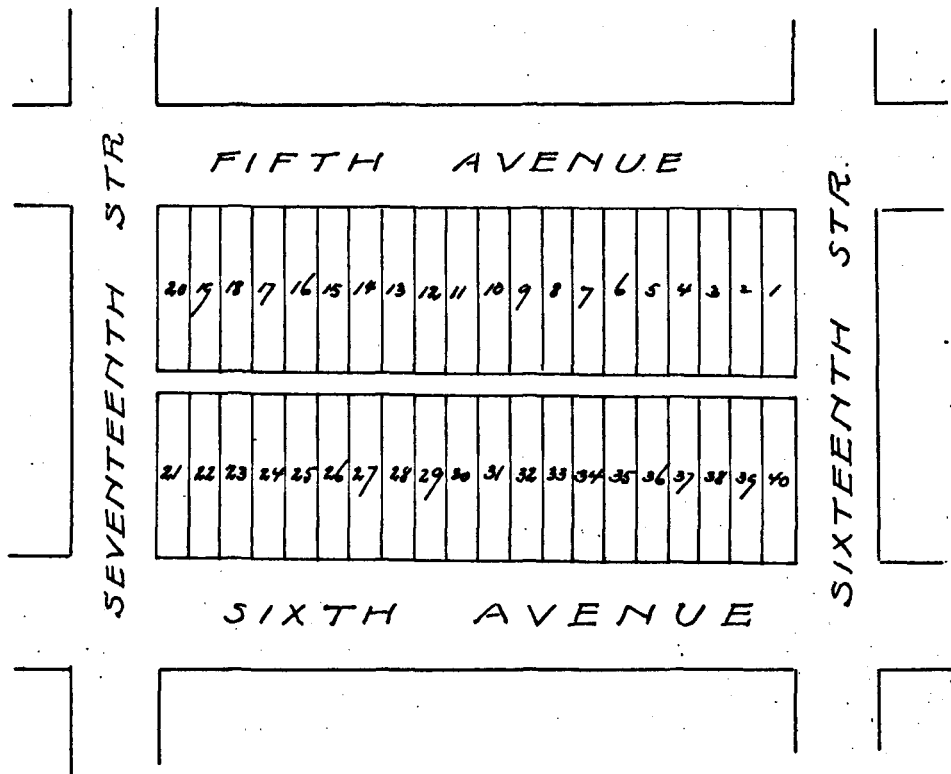 FIFTH AVENUE
SEVENTEENTH STR.
SIXTEENTH STR.
20 19 18 17 16 15 14 13 12 11 10 9 8 7 6 5 4 3 2 1
21 22 23 24 25 26 27 28 29 30 31 32 33 34 35 36 37 38 39 40
SIXTH AVENUE